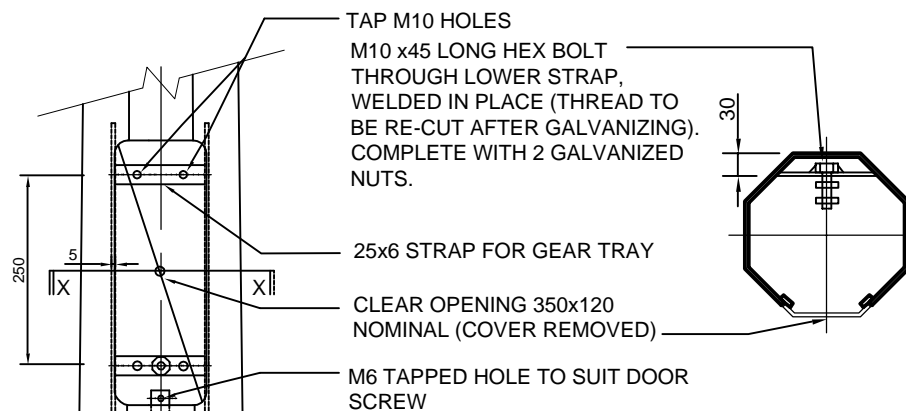 TAP M10 HOLES
M10 x45 LONG HEX BOLT
THROUGH LOWER STRAP,
WELDED IN PLACE (THREAD TO
BE RE-CUT AFTER GALVANIZING).
COMPLETE WITH 2 GALVANIZED
NUTS.
30
250
5
25x6 STRAP FOR GEAR TRAY
X
X
CLEAR OPENING 350x120
NOMINAL (COVER REMOVED)
M6 TAPPED HOLE TO SUIT DOOR
SCREW